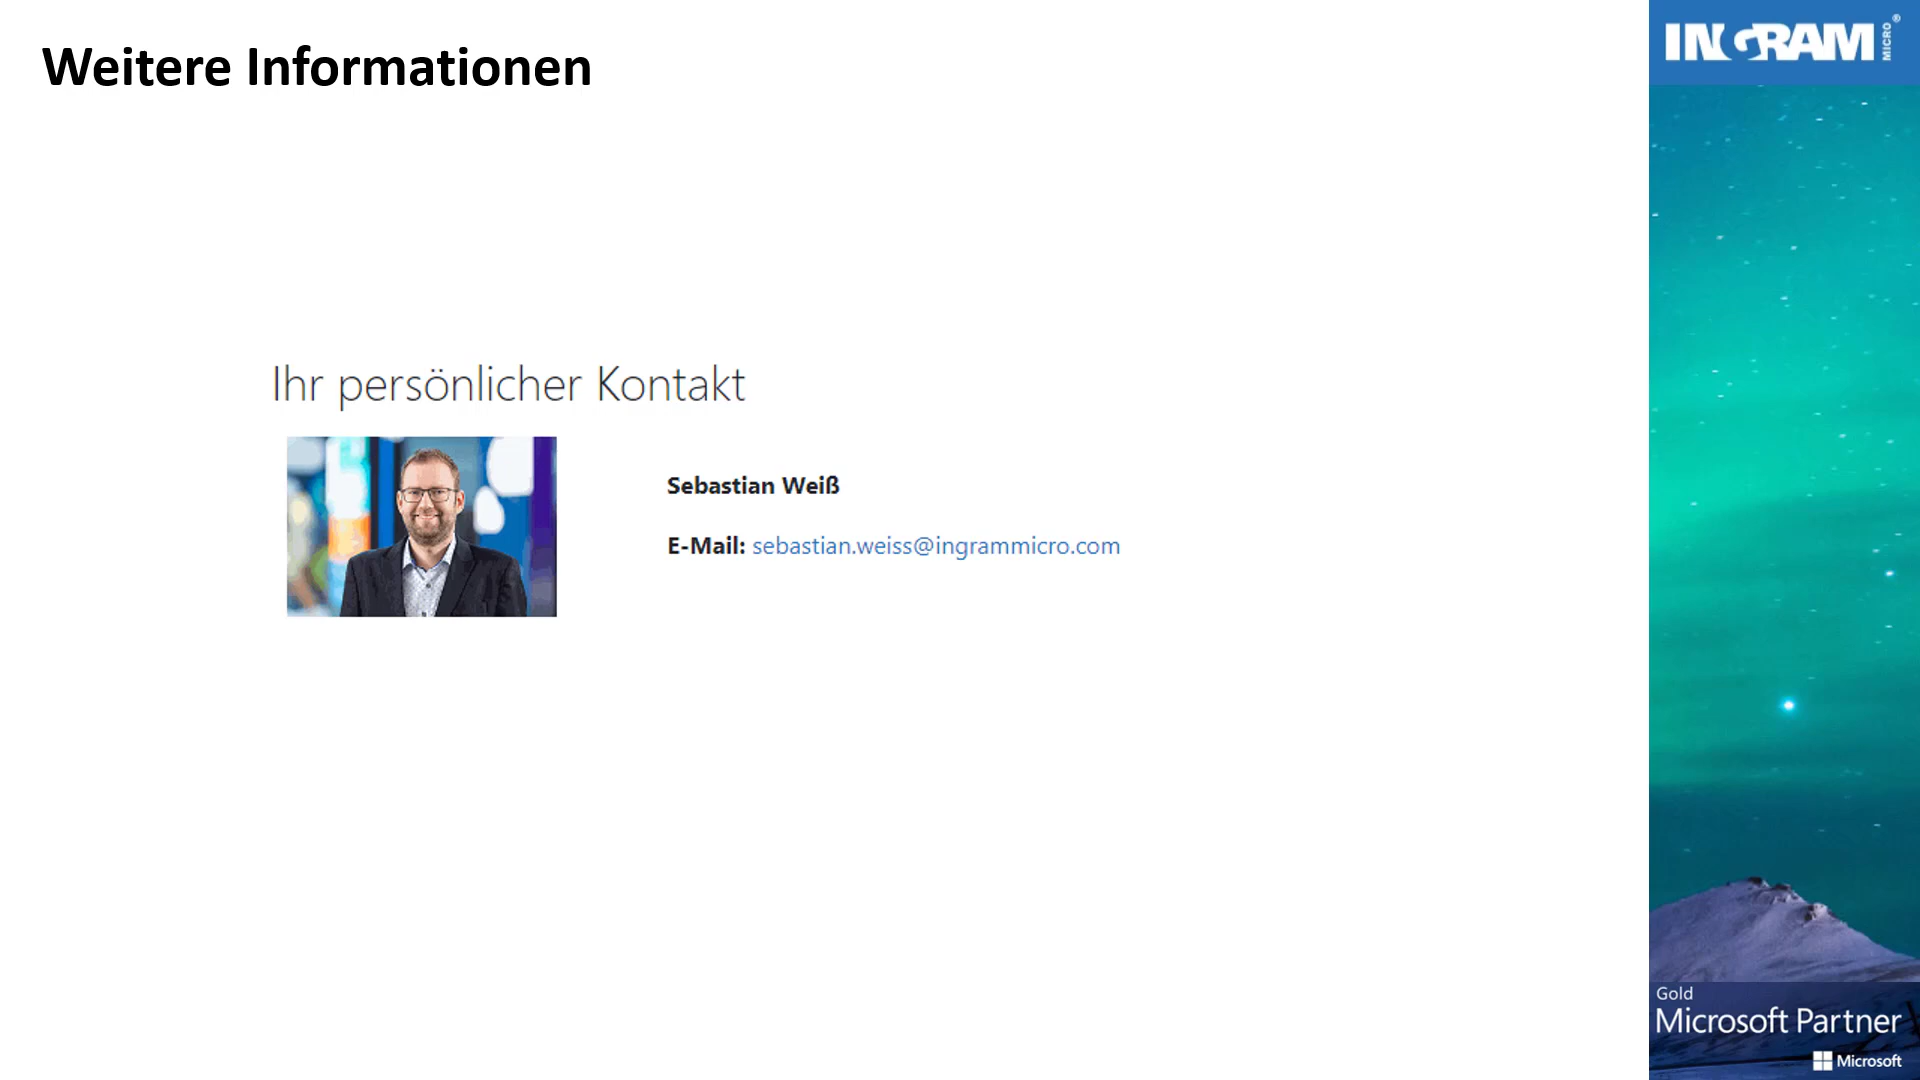 Weitere Informationen
INGRAM MICRO®
Ihr persönlicher Kontakt
Sebastian Weiß
E-Mail: sebastian.weiss@ingrammicro.com
Gold
Microsoft Partner
Microsoft